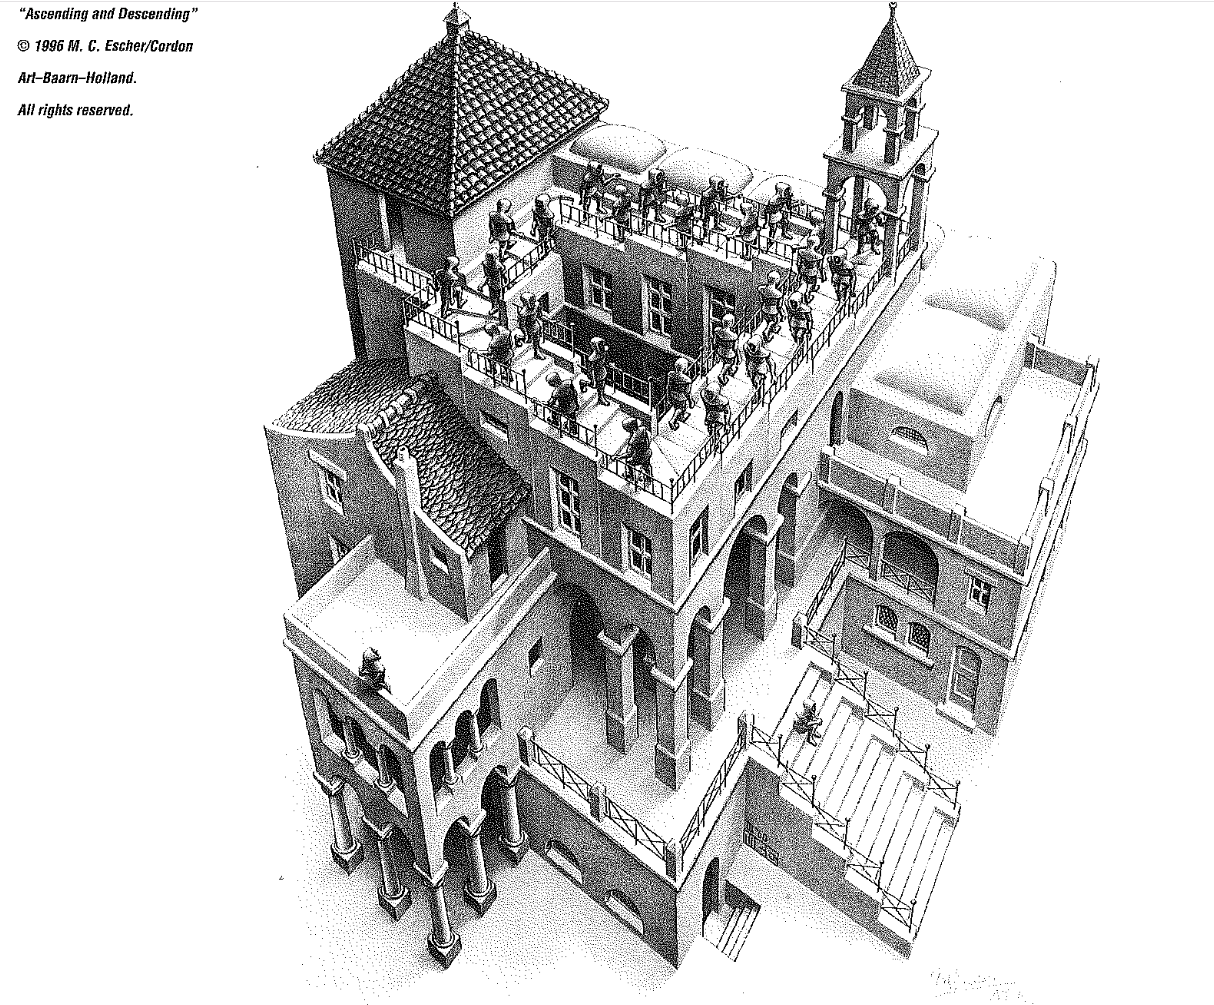 “Ascending and Descending”
© 1996 M. C. Escher/Cordon
Art–Baarn–Holland.
All rights reserved.